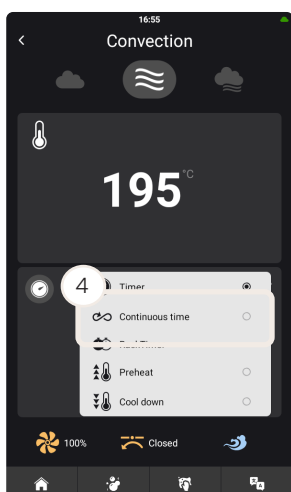 16:55
Convection
195 °C
4
Timer
Continuous time
Preheat
Cool down
100% Closed